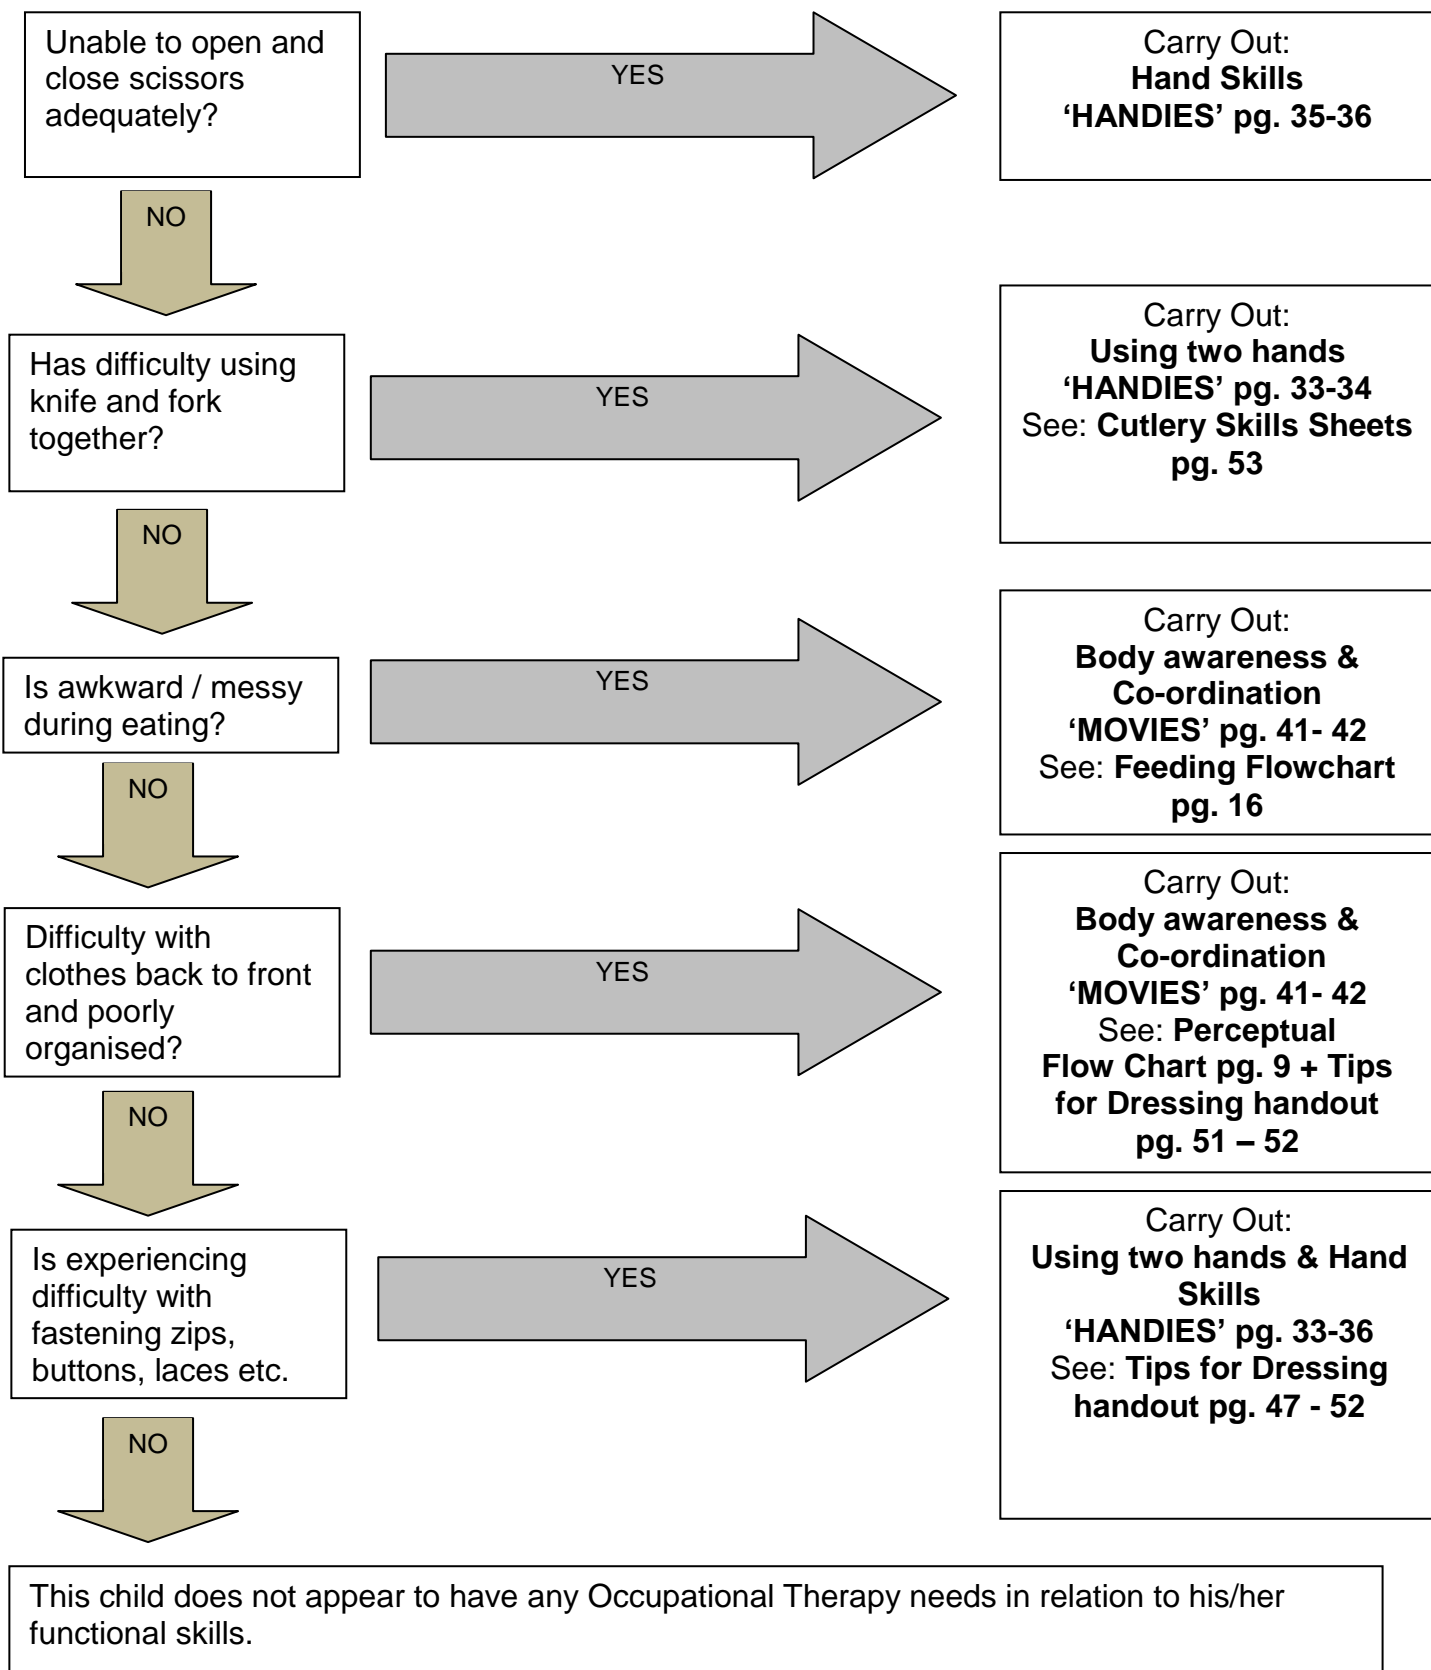 Unable to open and
close scissors
adequately?
YES
Carry Out:
Hand Skills
‘HANDIES’ pg. 35-36
NO
Has difficulty using
knife and fork
together?
YES
Carry Out:
Using two hands
‘HANDIES’ pg. 33-34
See: Cutlery Skills Sheets
pg. 53
NO
Is awkward / messy
during eating?
YES
Carry Out:
Body awareness &
Co-ordination
‘MOVIES’ pg. 41- 42
See: Feeding Flowchart
pg. 16
NO
Difficulty with
clothes back to front
and poorly
organised?
YES
Carry Out:
Body awareness &
Co-ordination
‘MOVIES’ pg. 41- 42
See: Perceptual
Flow Chart pg. 9 + Tips
for Dressing handout
pg. 51 – 52
NO
Is experiencing
difficulty with
fastening zips,
buttons, laces etc.
YES
Carry Out:
Using two hands & Hand
Skills
‘HANDIES’ pg. 33-36
See: Tips for Dressing
handout pg. 47 - 52
NO
This child does not appear to have any Occupational Therapy needs in relation to his/her
functional skills.